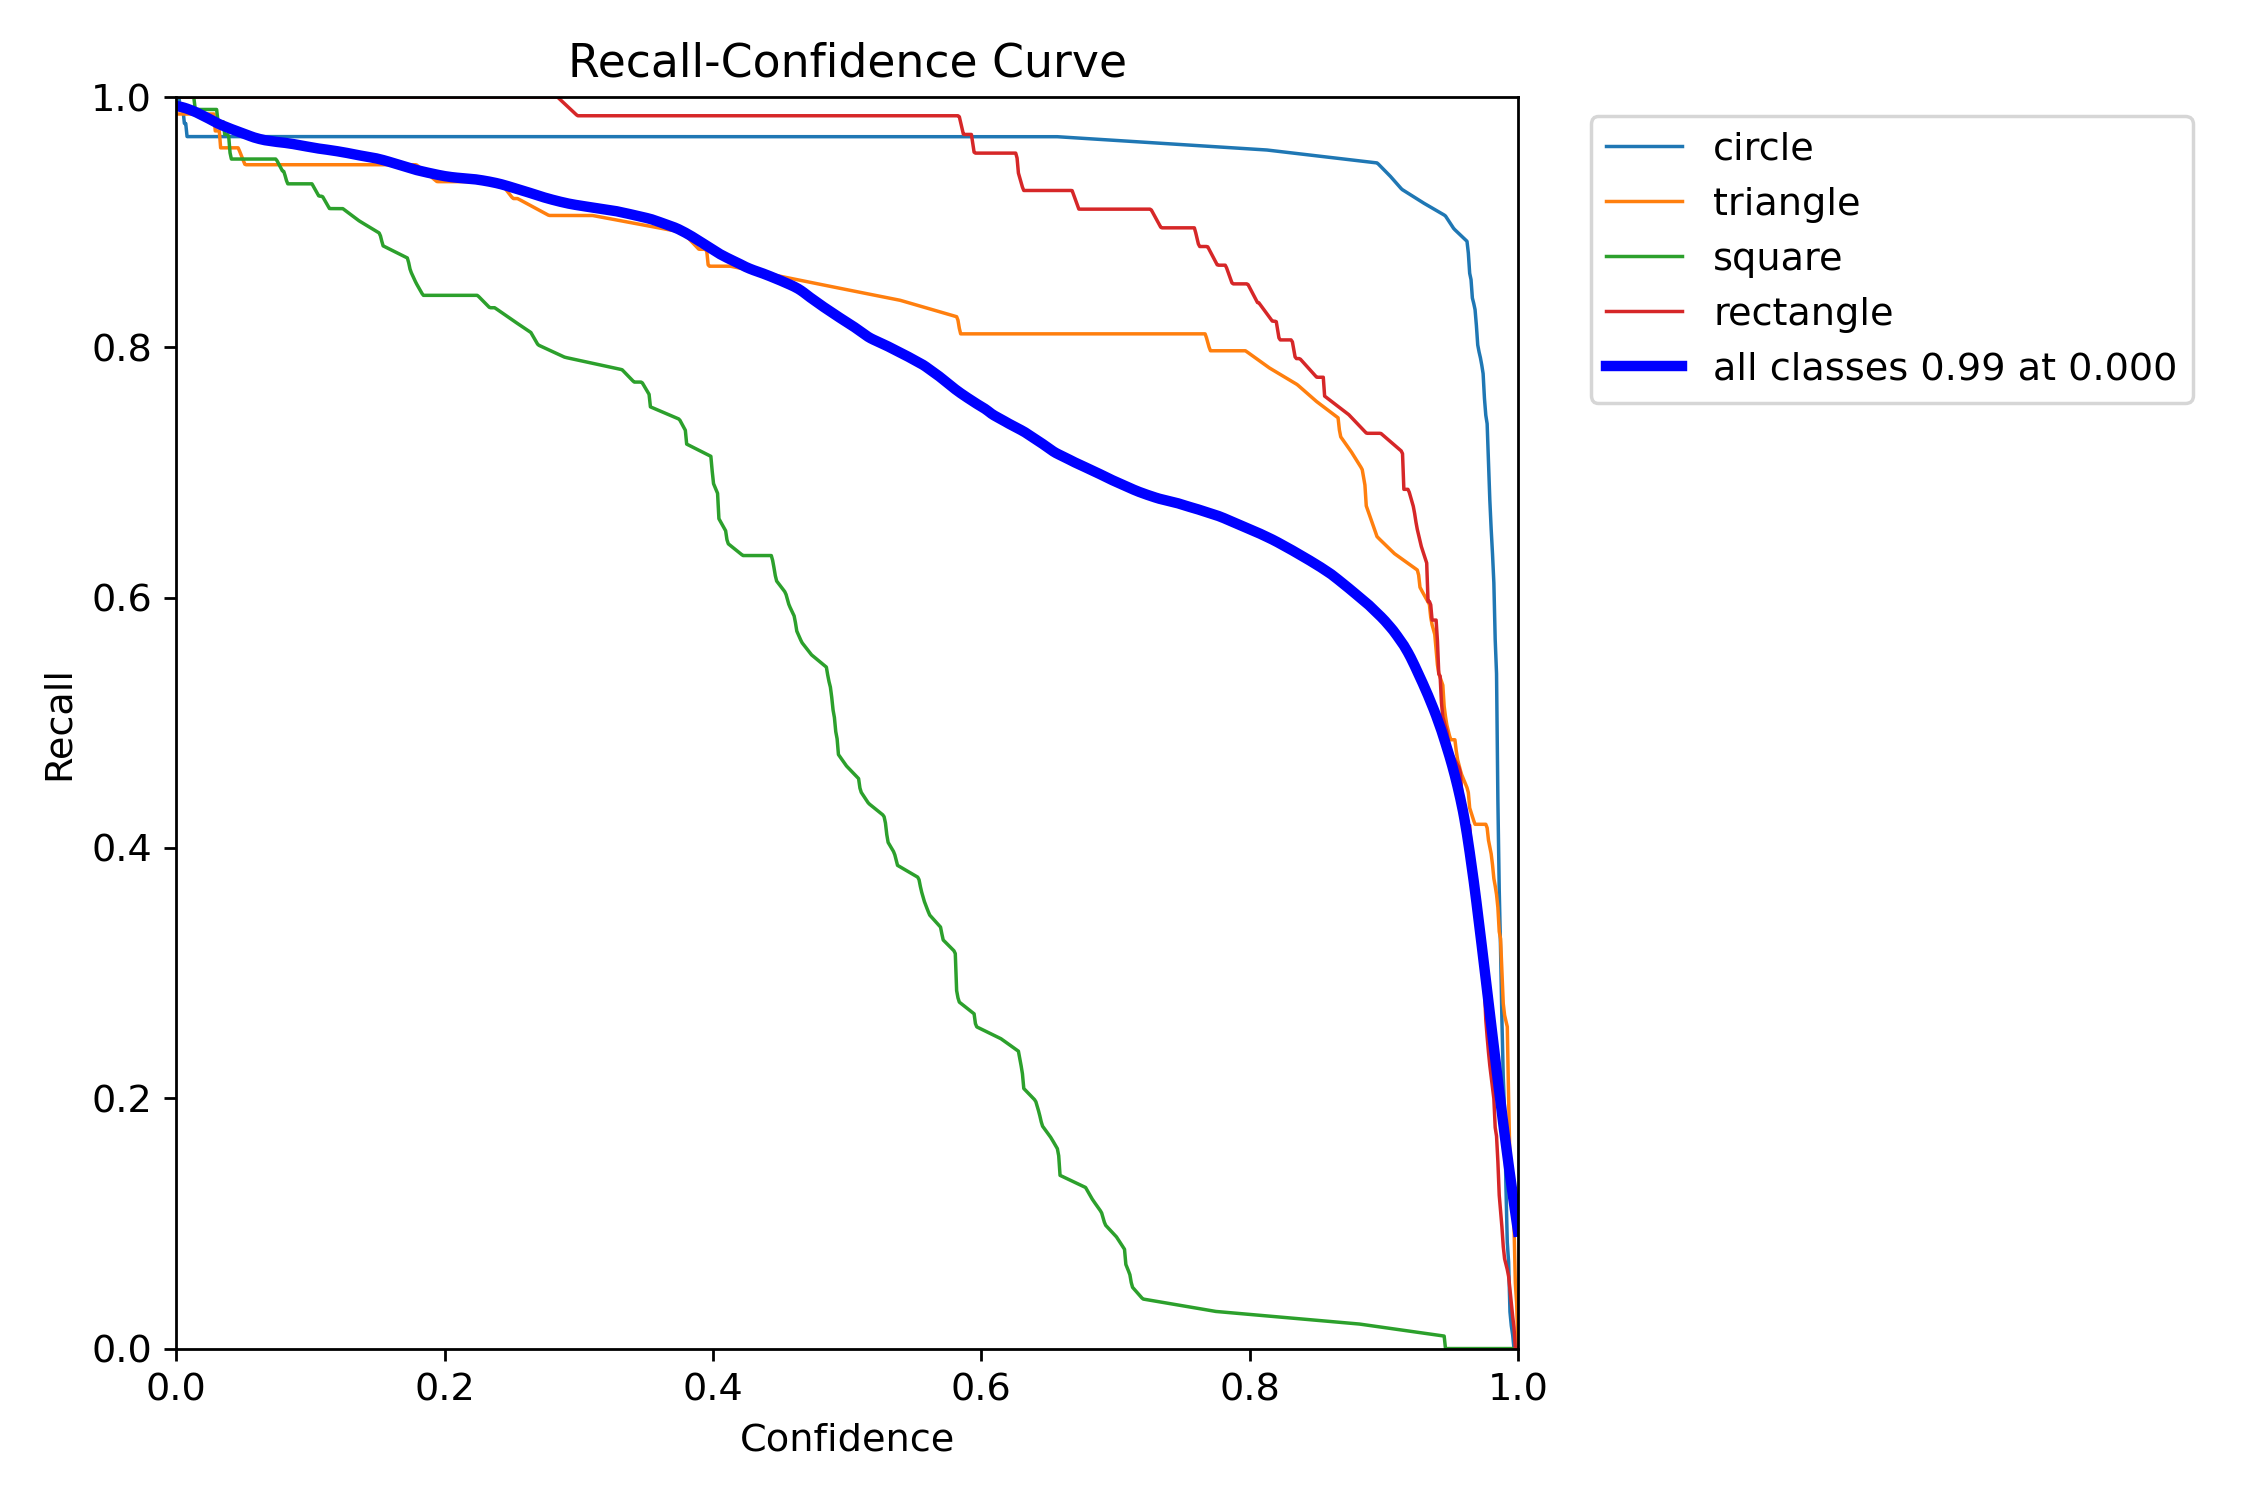 Recall-Confidence Curve
1.0
0.8
0.6
0.4
0.2
0.0
Recall
0.0 0.2 0.4 0.6 0.8 1.0
Confidence
circle
triangle
square
rectangle
all classes 0.99 at 0.000